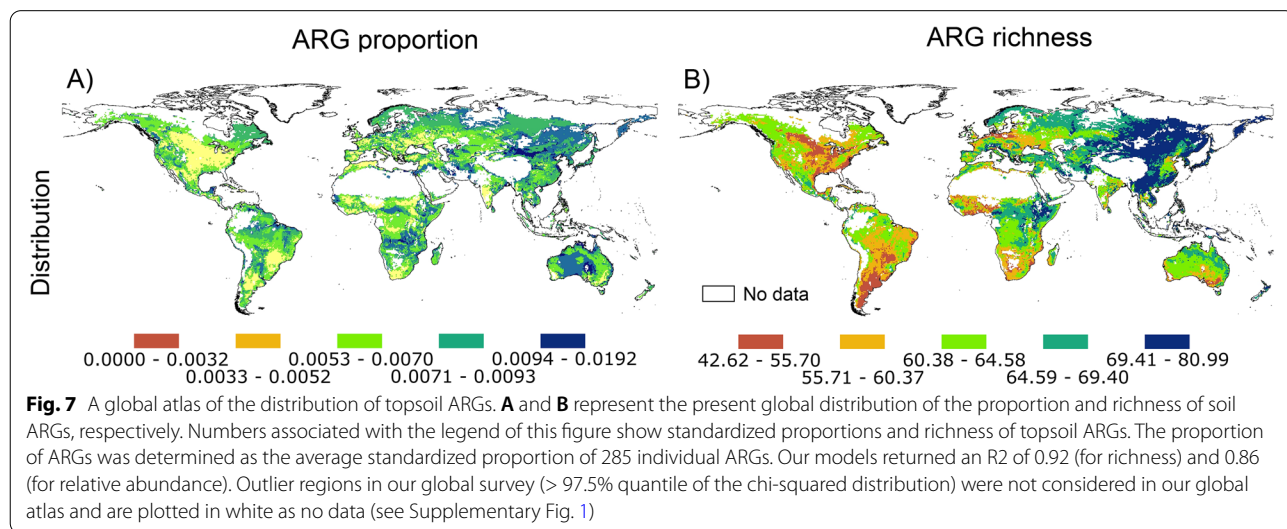 ARG proportion
ARG richness
A)
B)
Distribution
No data
0.0000 - 0.0032
0.0033 - 0.0052
0.0053 - 0.0070
0.0071 - 0.0093
0.0094 - 0.0192
42.62 - 55.70
55.71 - 60.37
60.38 - 64.58
64.59 - 69.40
69.41 - 80.99
Fig. 7 A global atlas of the distribution of topsoil ARGs. A and B represent the present global distribution of the proportion and richness of soil
ARGs, respectively. Numbers associated with the legend of this figure show standardized proportions and richness of topsoil ARGs. The proportion
of ARGs was determined as the average standardized proportion of 285 individual ARGs. Our models returned an R2 of 0.92 (for richness) and 0.86
(for relative abundance). Outlier regions in our global survey (> 97.5% quantile of the chi-squared distribution) were not considered in our global
atlas and are plotted in white as no data (see Supplementary Fig. 1)